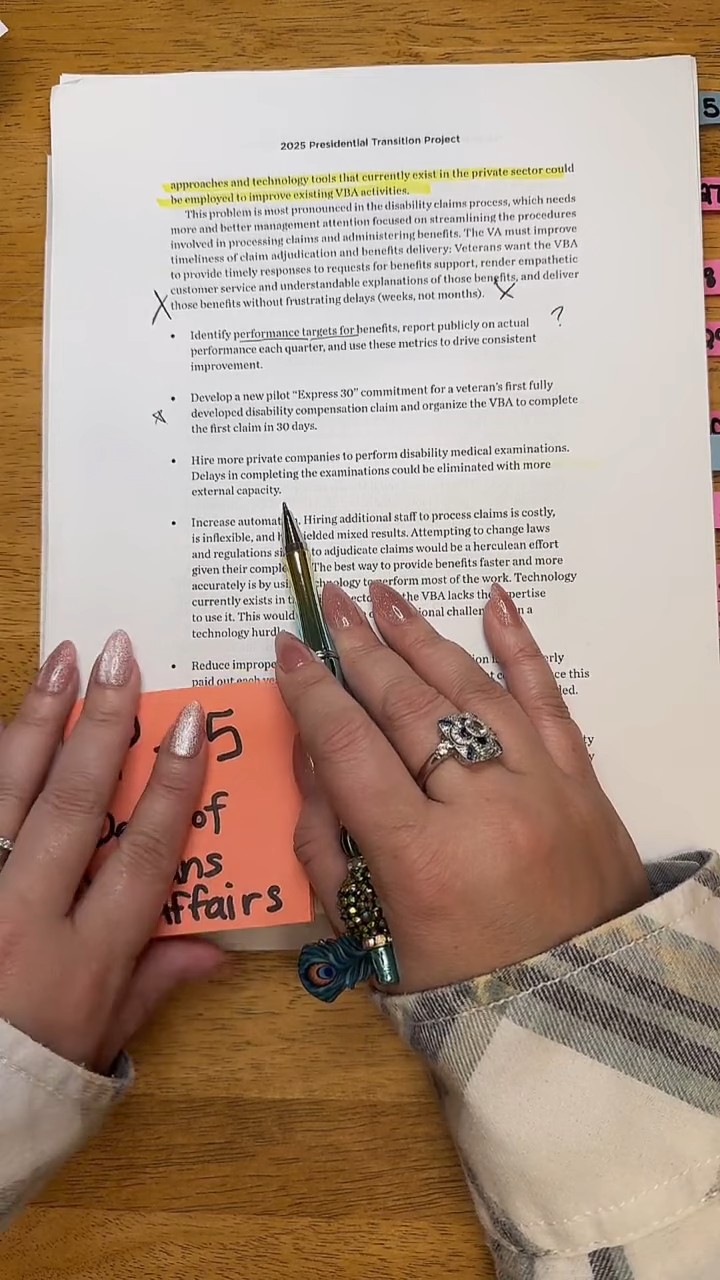 2025 Presidential Transition Project
approaches and technology tools that currently exist in the private sector could
be employed to improve existing VBA activities.
This problem is most pronounced in the disability claims process, which needs
more and better management attention focused on streamlining the procedures
involved in processing claims and administering benefits. The VA must improve
timeliness of claim adjudication and benefits delivery: Veterans want the VBA
to provide timely responses to requests for benefits support, render empathetic
customer service and understandable explanations of those benefits, and deliver
those benefits without frustrating delays (weeks, not months).
X X
?
• Identify performance targets for benefits, report publicly on actual
performance each quarter, and use these metrics to drive consistent
improvement.
• Develop a new pilot “Express 30” commitment for a veteran's first fully
developed disability compensation claim and organize the VBA to complete
the first claim in 30 days.
• Hire more private companies to perform disability medical examinations.
Delays in completing the examinations could be eliminated with more
external capacity.
• Increase Hiring additional staff to process claims is costly,
is inflexible, and yielded mixed results. Attempting to change laws
and regulations to adjudicate claims would be a herculean effort
given their The best way to provide benefits faster and more
accurately is by to perform most of the work. Technology
currently exists in the VBA lacks the expertise
to use it. This would in a
technology
• Reduce
paid out each ce this
5
5
of
ffairs